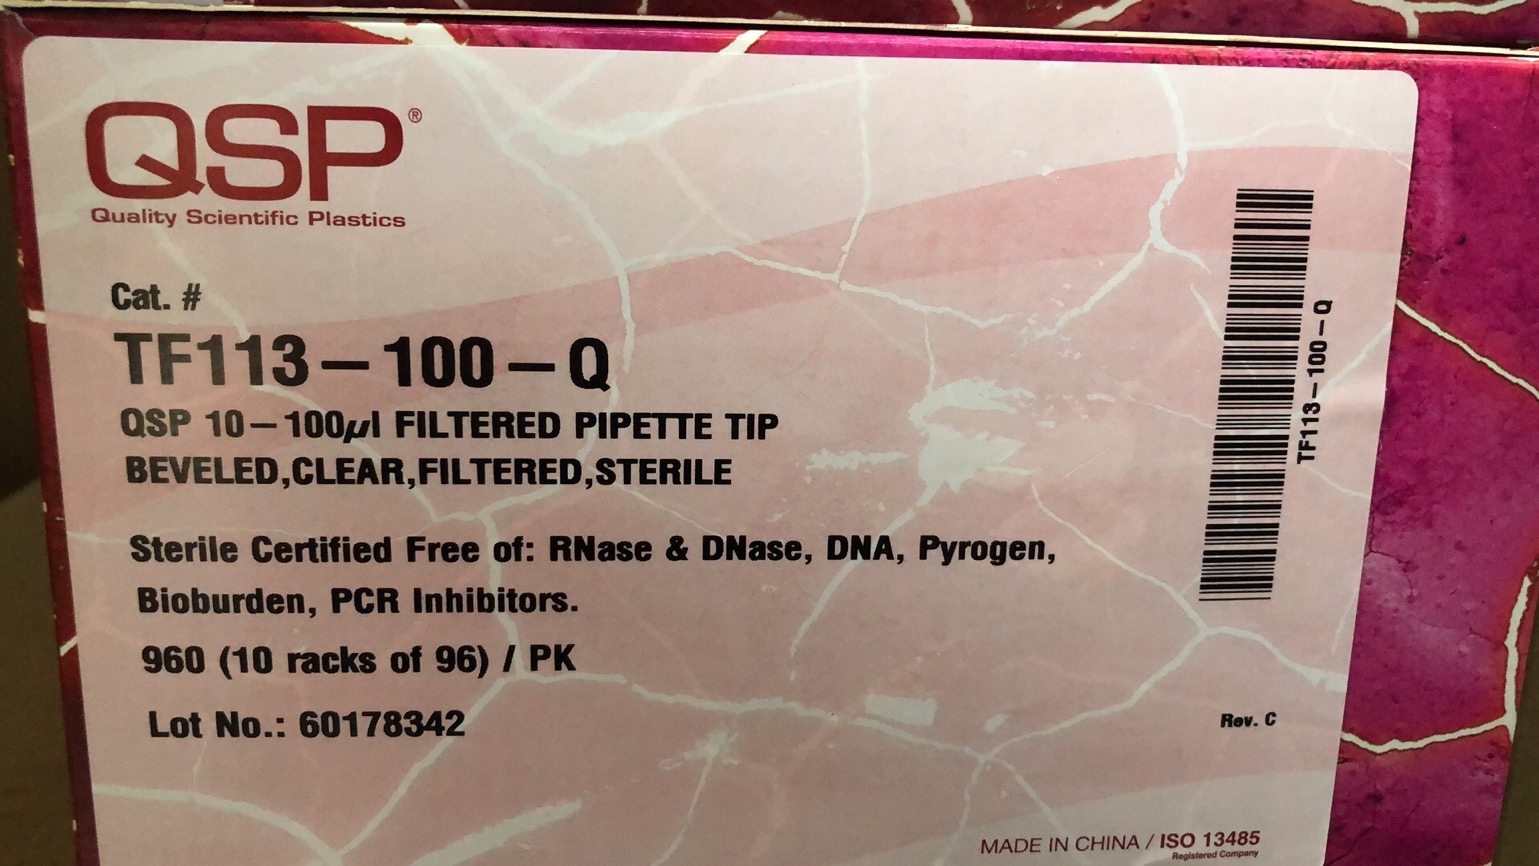 QSP®
Quality Scientific Plastics
Cat. #
TF113-100-Q
QSP 10-100µl FILTERED PIPETTE TIP
BEVELED,CLEAR,FILTERED,STERILE
Sterile Certified Free of: RNase & DNase, DNA, Pyrogen,
Bioburden, PCR Inhibitors.
960 (10 racks of 96) / PK
Lot No.: 60178342
TF113-100-Q
Rev. C
MADE IN CHINA / ISO 13485
Registered Company